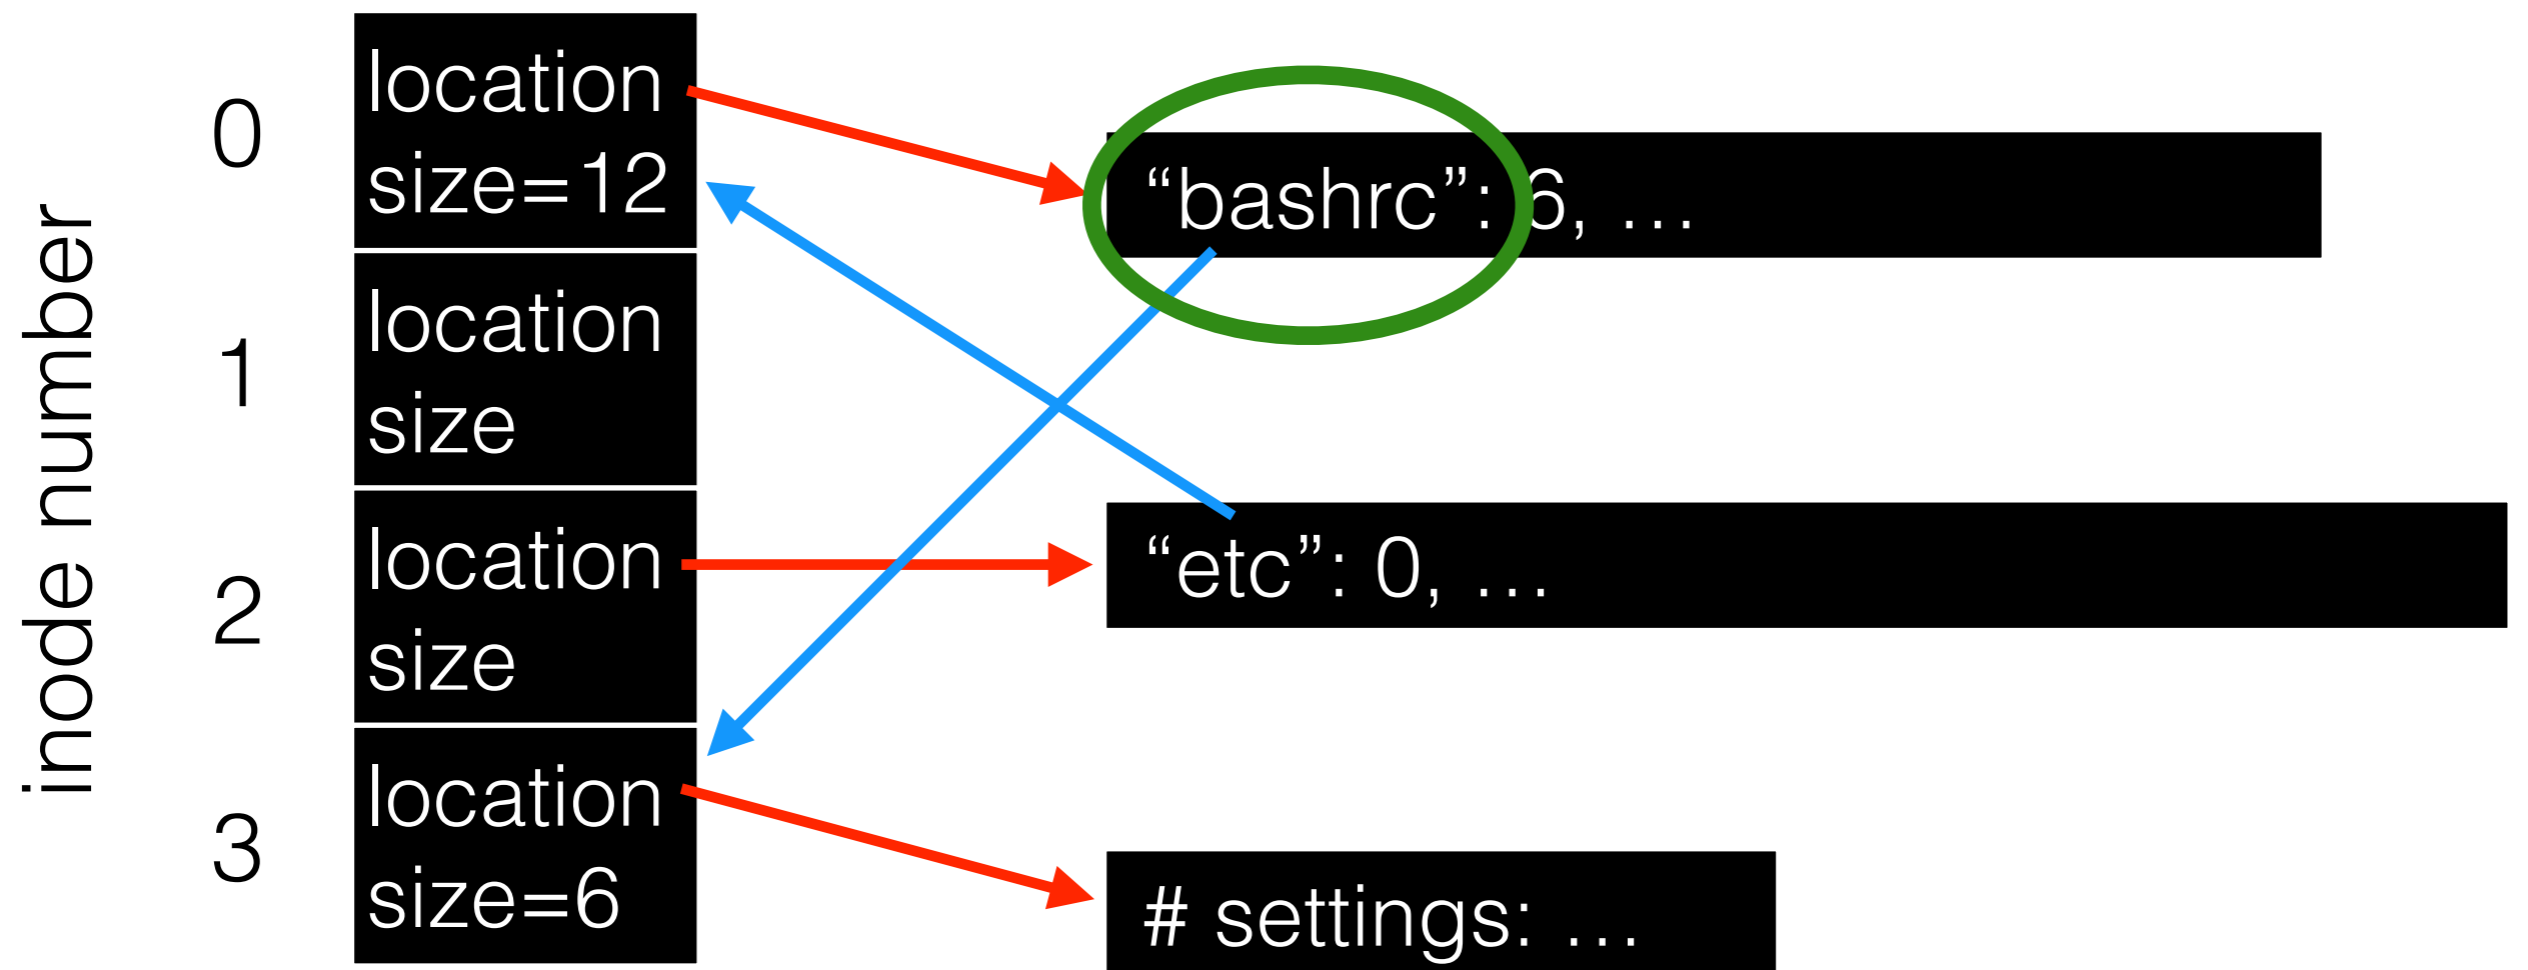 inode number
0
location
size=12
1
location
size
2
location
size
3
location
size=6
“bashrc”: 6, …
“etc”: 0, …
# settings: …